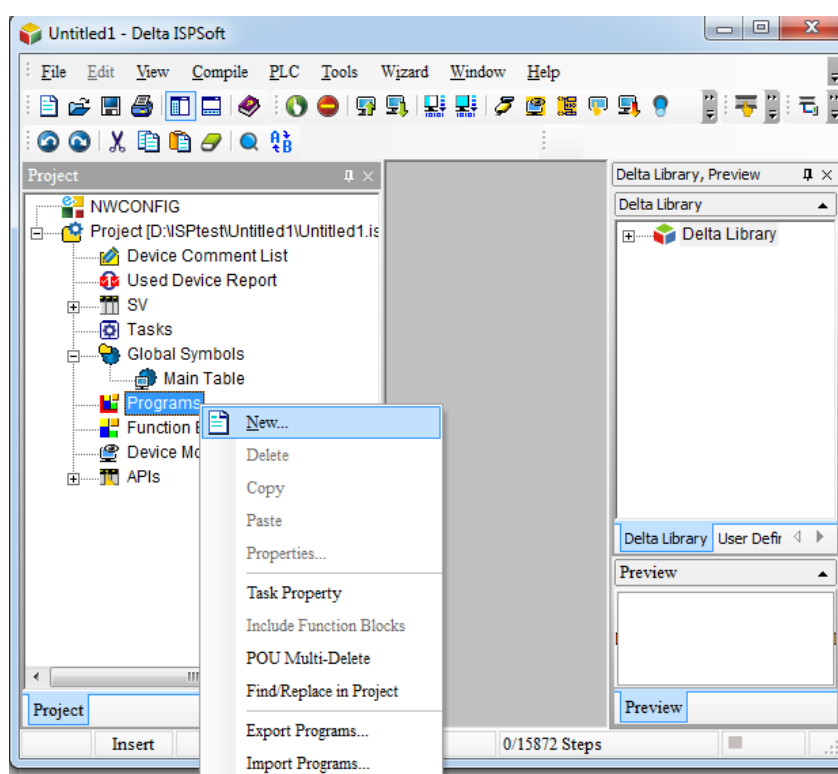 Untitled1 - Delta ISPSoft
File Edit View Compile PLC Tools Wizard Window Help
Project
NWCONFIG
Project [D:\ISPtest\Untitled1\Untitled1.is
Device Comment List
Used Device Report
SV
Tasks
Global Symbols
Main Table
Programs
Function B
Device Mo
APIs
Project
New...
Delete
Copy
Paste
Properties...
Task Property
Include Function Blocks
POU Multi-Delete
Find/Replace in Project
Export Programs...
Import Programs...
Delta Library, Preview
Delta Library
Delta Library
Delta Library User Defir
Preview
Preview
Insert
0/15872 Steps